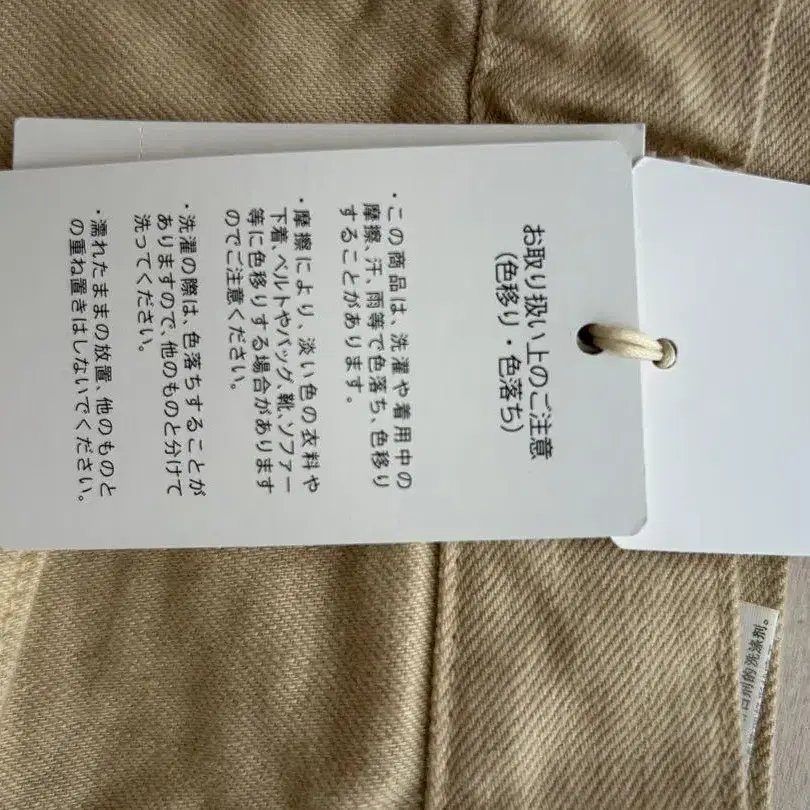 お取り扱い上のご注意
(色移り・色落ち)
・この商品は、洗濯や着用中の
摩擦、汗、雨等で色落ち、色移り
することがあります。
・摩擦により、淡い色の衣料や
下着、ベルトやバッグ、靴、ソファー
等に色移りする場合があります
のでご注意ください。
・洗濯の際は、色落ちすることが
ありますので、他のものと分けて
洗ってください。
・濡れたままの放置、他のものと
の重ね置きはしないでください。
的洗涤剂。